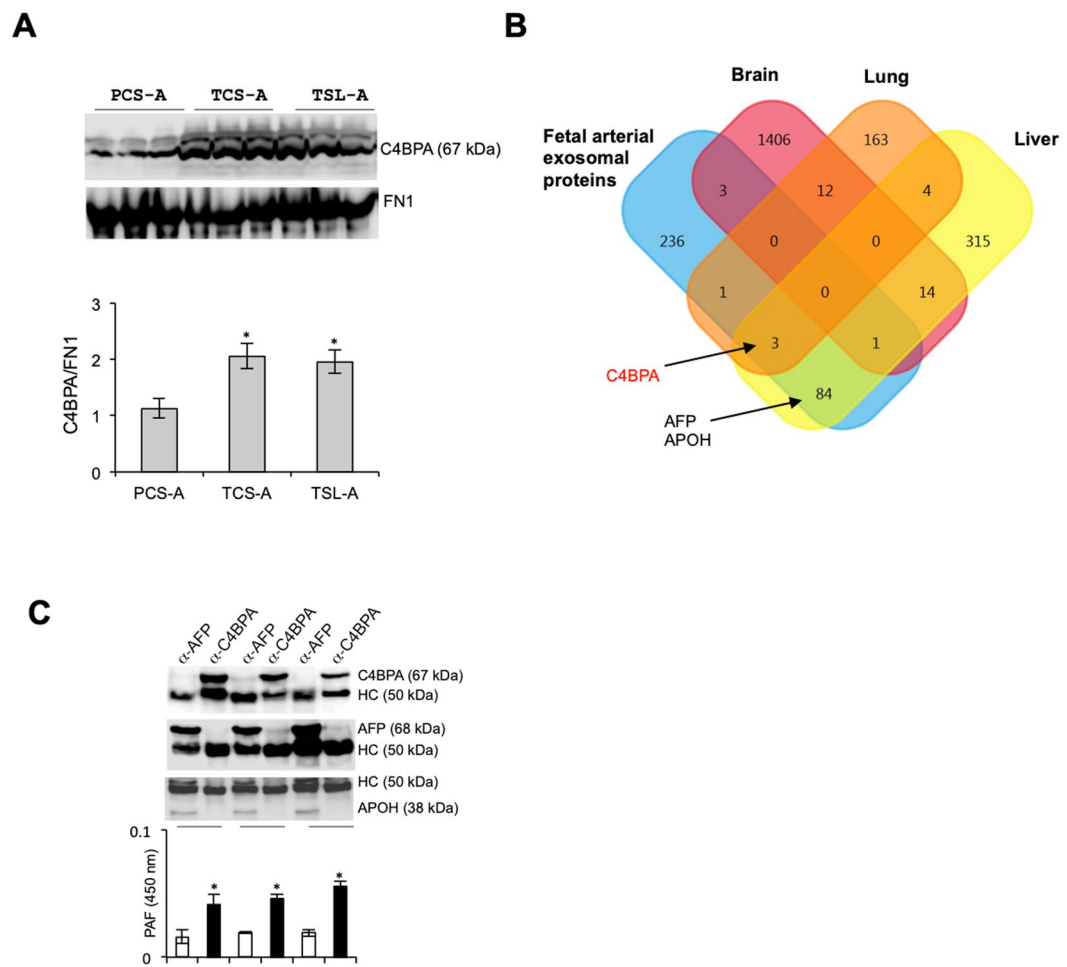 A
PCS-A TCS-A TSL-A
C4BPA (67 kDa)
FN1
3
2
1
0
C4BPA/FN1
* *
PCS-A TCS-A TSL-A
B
Brain Lung
Fetal arterial
exosomal
proteins
Liver
1406 163
3 12 4
236 0 0 315
1 0 14
3 1
84
C4BPA
AFP
APOH
C
α-AFP α-C4BPA α-AFP α-C4BPA α-AFP α-C4BPA
C4BPA (67 kDa)
HC (50 kDa)
AFP (68 kDa)
HC (50 kDa)
HC (50 kDa)
APOH (38 kDa)
0.1
0
PAF (450 nm)
* * *